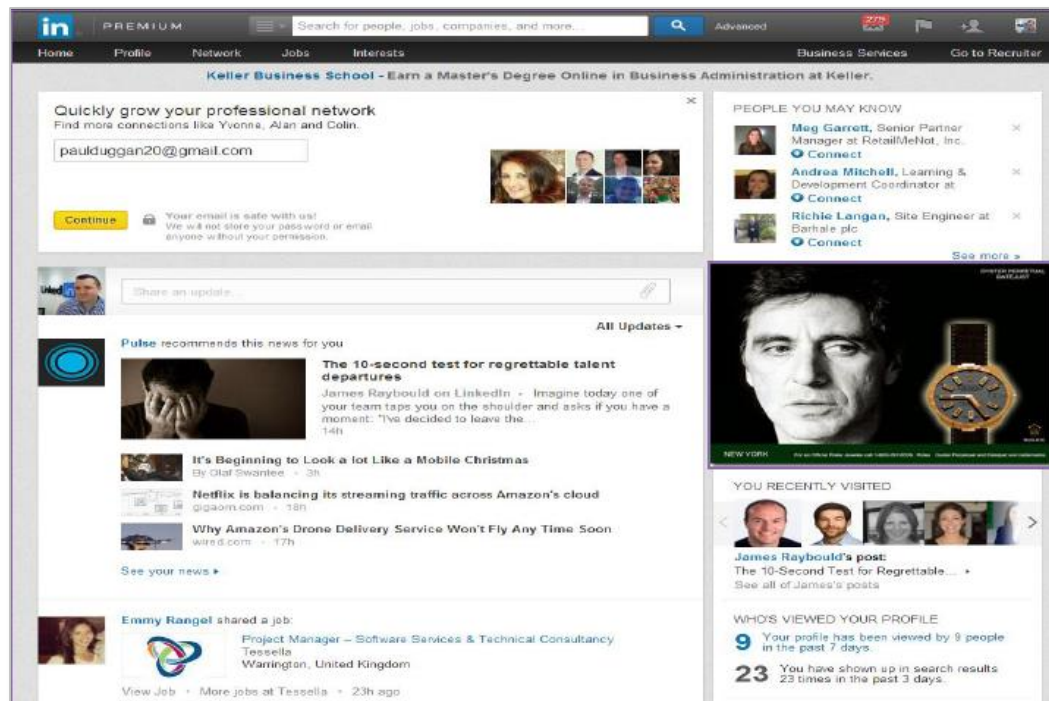 in PREMIUM
Search for people, jobs, companies, and more...
Advanced
Home Profile Network Jobs Interests
Business Services Go to Recruiter
Keller Business School - Earn a Master's Degree Online in Business Administration at Keller.
Quickly grow your professional network
Find more connections like Yvonne, Alan and Colin.
paulduggan20@gmail.com
Continue
Your email is safe with us!
We will not store your password or email
anyone without your permission.
Share an update...
All Updates
Pulse recommends this news for you
The 10-second test for regrettable talent
departures
James Raybould on LinkedIn - Imagine today one of
your team taps you on the shoulder and asks if you have a
moment: "I've decided to leave the...
14h
It's Beginning to Look a lot Like a Mobile Christmas
By Olaf Swantee · 3h
Netflix is balancing its streaming traffic across Amazon's cloud
gigaom.com · 18h
Why Amazon's Drone Delivery Service Won't Fly Any Time Soon
wired.com · 17h
See your news
Emmy Rangel shared a job:
Project Manager – Software Services & Technical Consultancy
Tessella
Warrington, United Kingdom
View Job · More jobs at Tessella · 23h ago
PEOPLE YOU MAY KNOW
Meg Garrett, Senior Partner
Manager at RetailMeNot, Inc.
Connect
Andrea Mitchell, Learning &
Development Coordinator at
Connect
Richie Langan, Site Engineer at
Barhale plc
Connect
See more »
OYSTER PERPETUAL
DATEJUST
NEW YORK
YOU RECENTLY VISITED
James Raybould's post:
The 10-Second Test for Regrettable...
See all of James's posts
WHO'S VIEWED YOUR PROFILE
9 Your profile has been viewed by 9 people
in the past 7 days.
23 You have shown up in search results
23 times in the past 3 days.